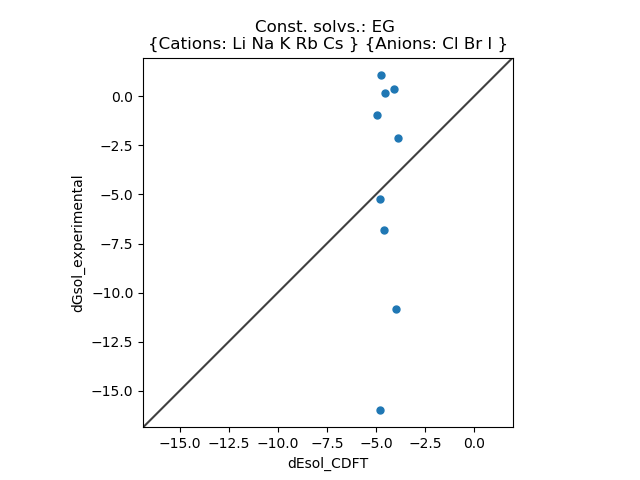 Const. solvs.: EG
{Cations: Li Na K Rb Cs } {Anions: Cl Br I }
0.0
−2.5
−5.0
−7.5
−10.0
−12.5
−15.0
dGsol_experimental
−15.0 −12.5 −10.0 −7.5 −5.0 −2.5 0.0
dEsol_CDFT